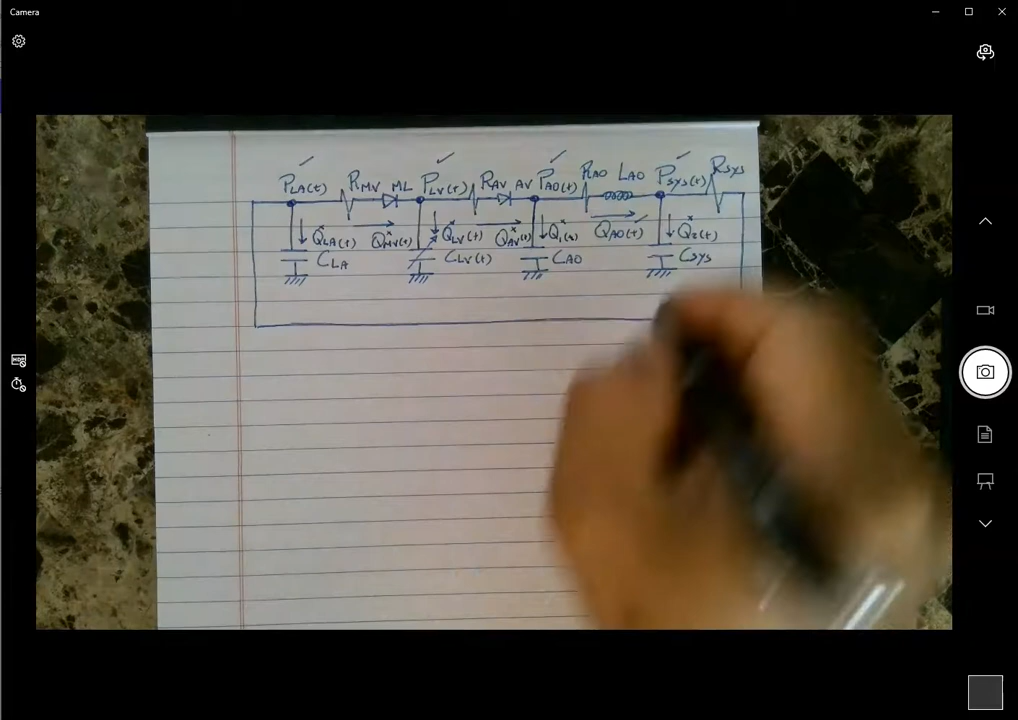 Camera
P_LA(t) R_MV ML P_LV(t) R_AV AV P_AO(t) R_AO L_AO P_SYS(t) R_SYS
Q_LA(t) Q_MV(t) Q_LV(t) Q_AV(t) Q_1(t) Q_AO(t) Q_2(t)
C_LA C_LV(t) C_AO C_SYS